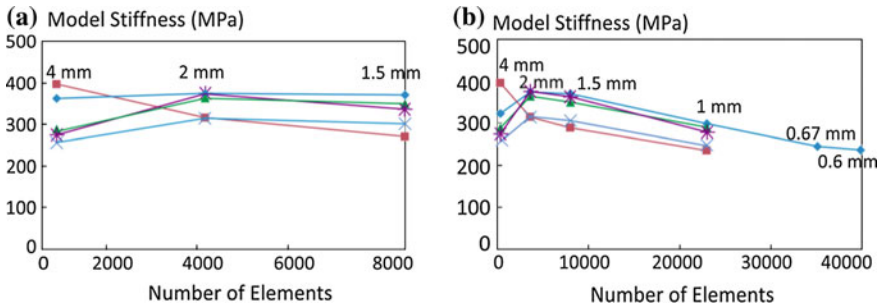 (a) Model Stiffness (MPa)
500
400
300
200
100
0
4 mm
2 mm
1.5 mm
0 2000 4000 6000 8000
Number of Elements
(b) Model Stiffness (MPa)
500
400
300
200
100
0
4 mm
2 mm
1.5 mm
1 mm
0.67 mm
0.6 mm
0 10000 20000 30000 40000
Number of Elements